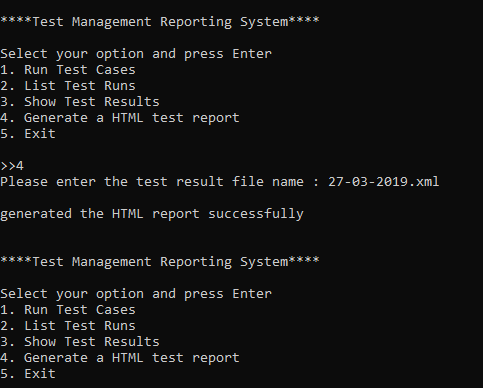 ****Test Management Reporting System****
Select your option and press Enter
1. Run Test Cases
2. List Test Runs
3. Show Test Results
4. Generate a HTML test report
5. Exit
>>4
Please enter the test result file name : 27-03-2019.xml
generated the HTML report successfully
****Test Management Reporting System****
Select your option and press Enter
1. Run Test Cases
2. List Test Runs
3. Show Test Results
4. Generate a HTML test report
5. Exit